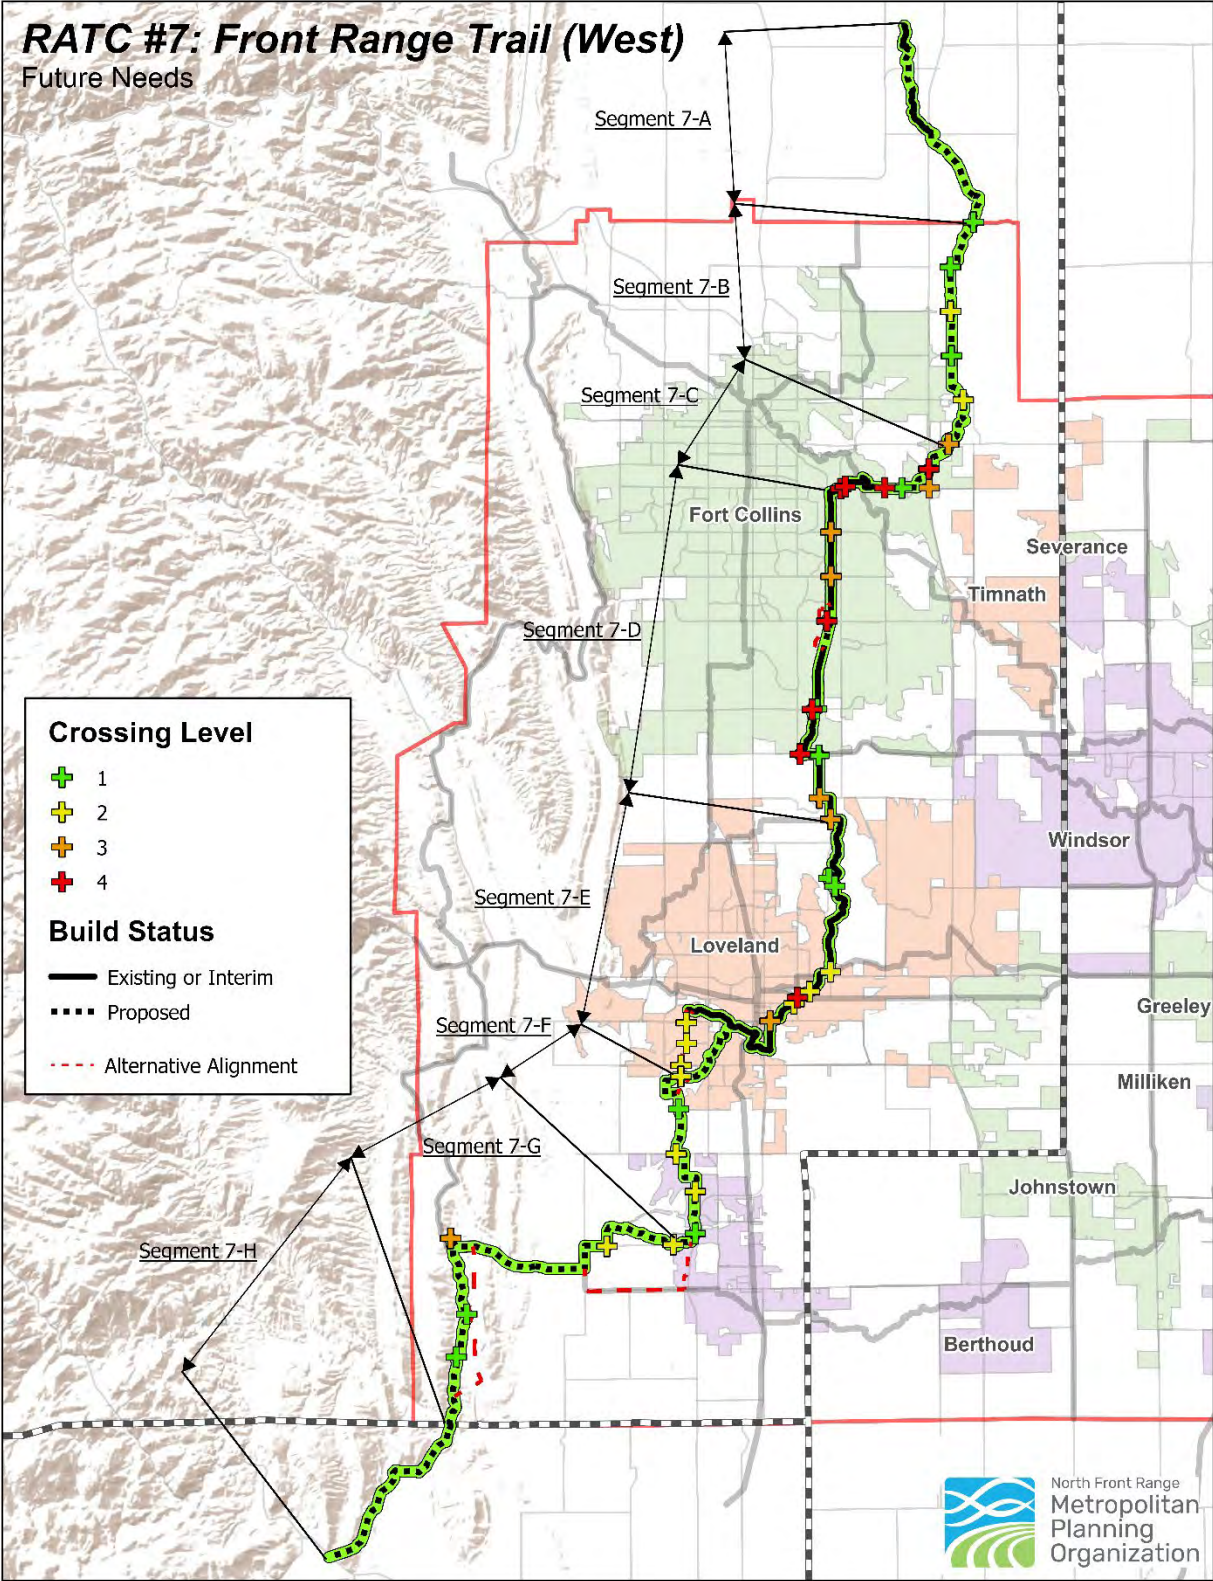 RATC #7: Front Range Trail (West)
Future Needs
Segment 7-A
Segment 7-B
Segment 7-C
Fort Collins
Severance
Timnath
Segment 7-D
Crossing Level
1
2
3
4
Build Status
Existing or Interim
Proposed
Alternative Alignment
Windsor
Segment 7-E
Loveland
Greeley
Segment 7-F
Milliken
Segment 7-G
Johnstown
Segment 7-H
Berthoud
North Front Range
Metropolitan
Planning
Organization